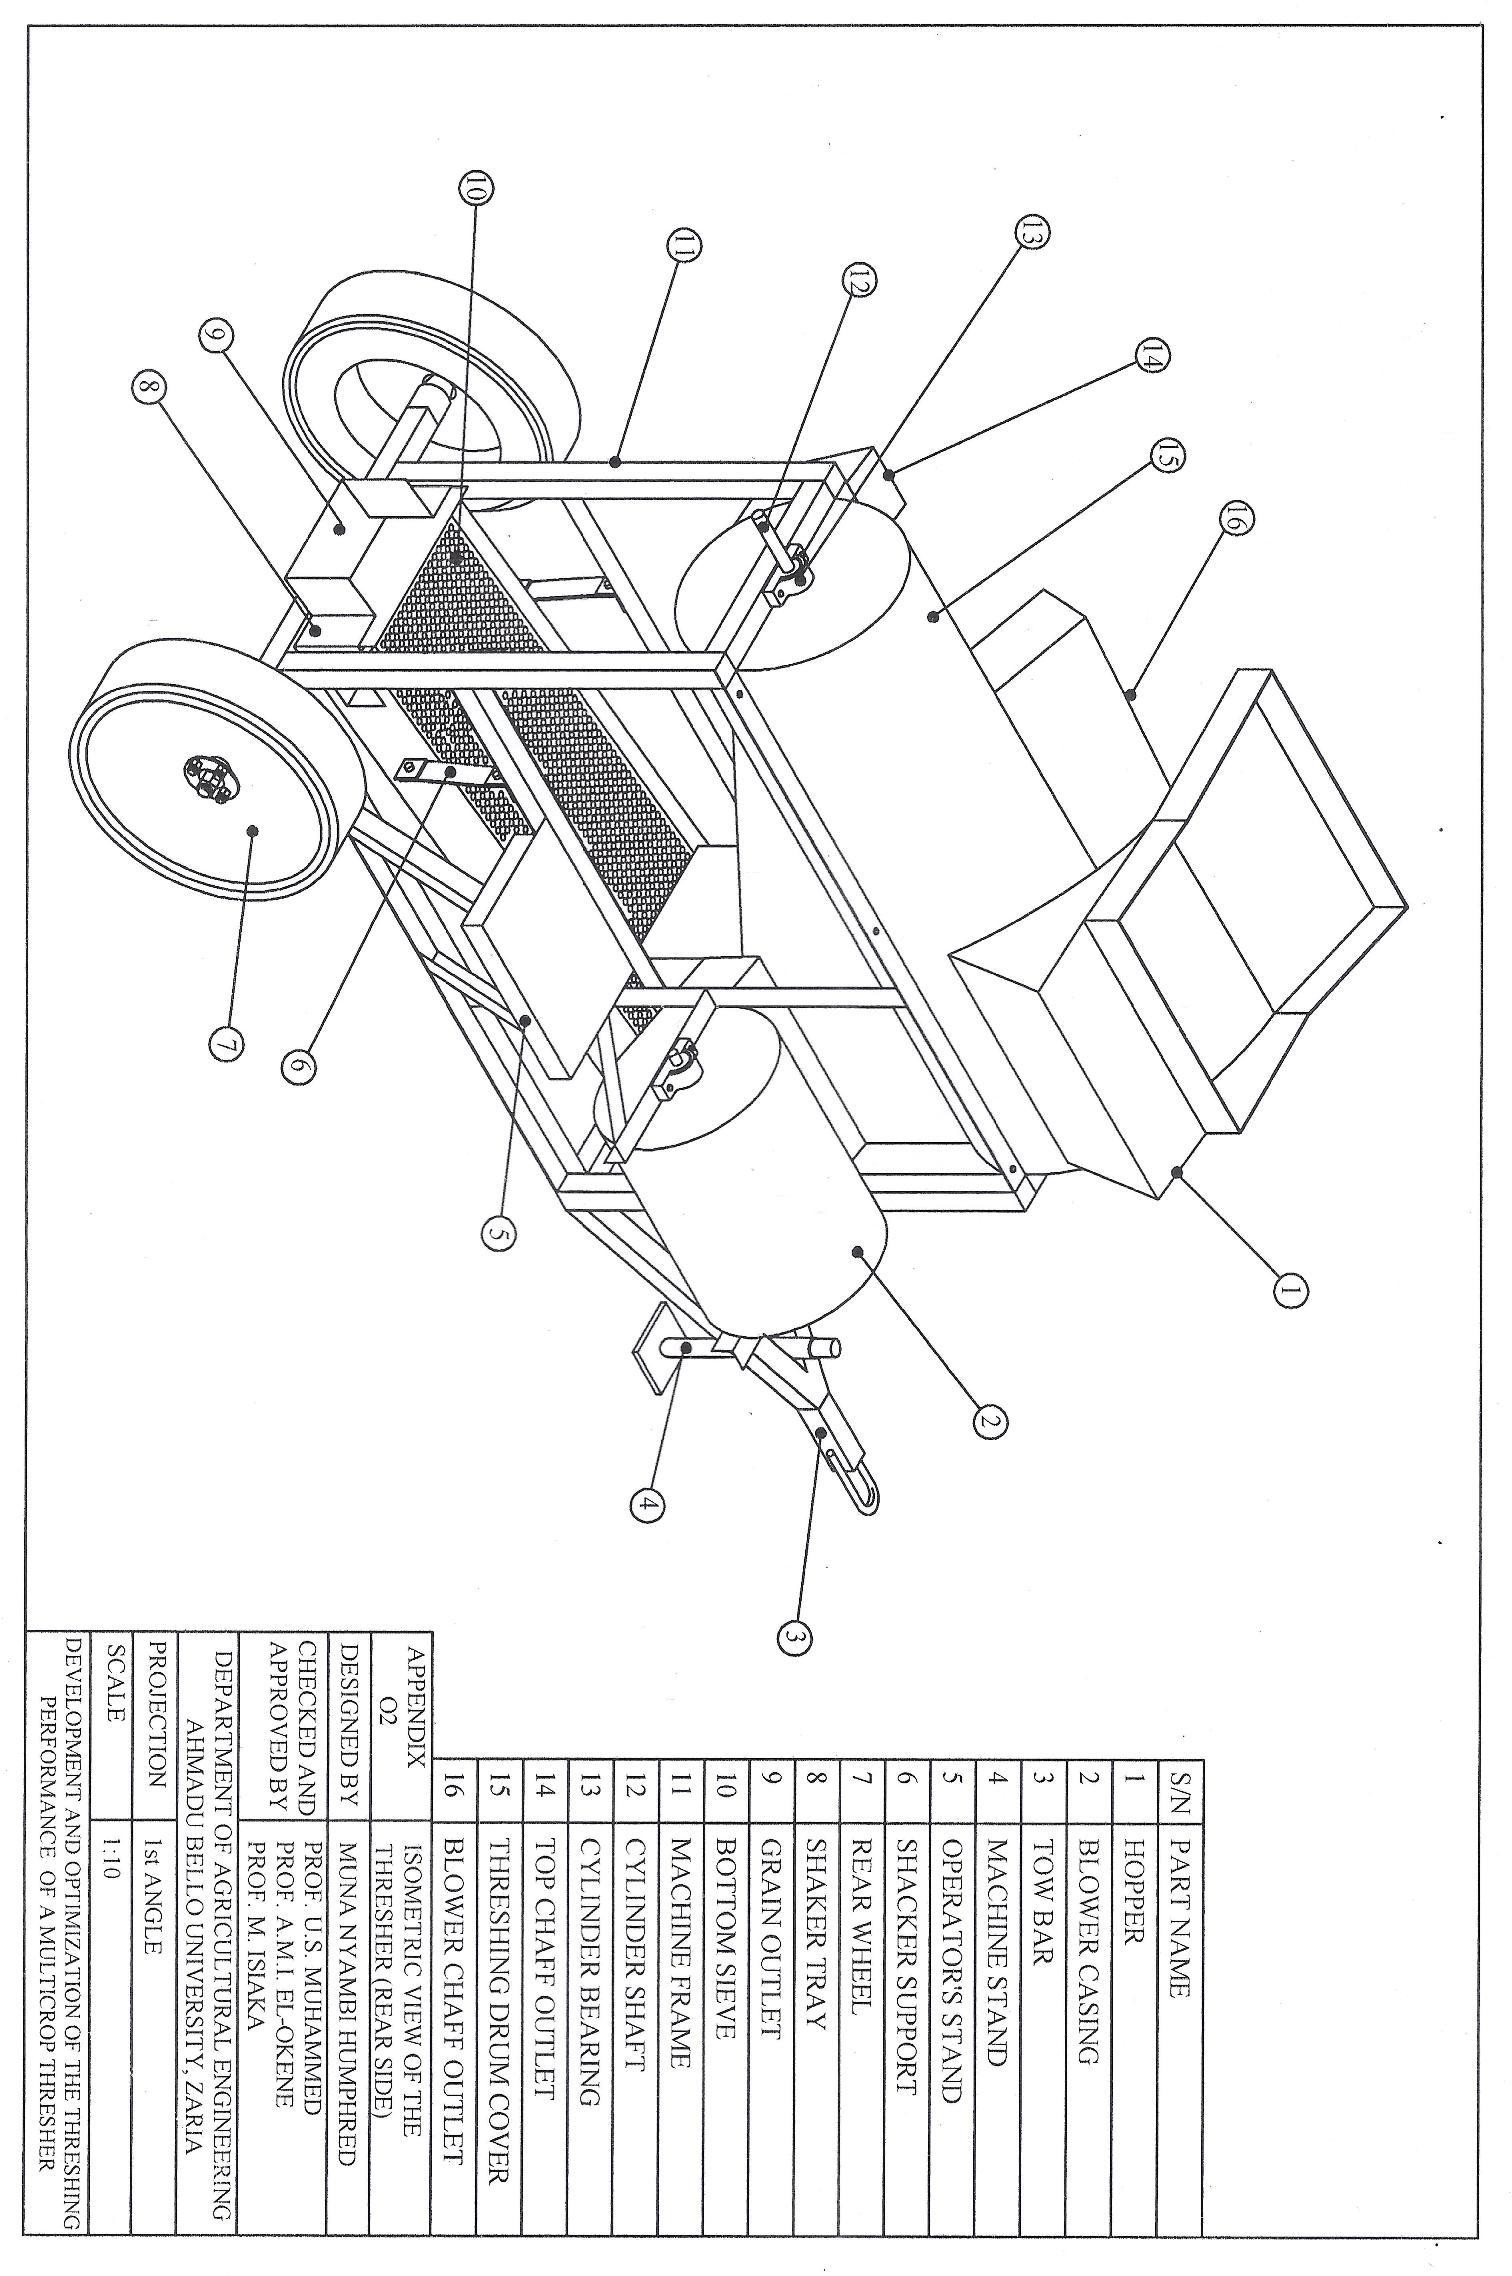 1
2
3
4
5
6
7
8
9
10
11
12
13
14
15
16
S/N PART NAME
1 HOPPER
2 BLOWER CASING
3 TOW BAR
4 MACHINE STAND
5 OPERATOR'S STAND
6 SHACKER SUPPORT
7 REAR WHEEL
8 SHAKER TRAY
9 GRAIN OUTLET
10 BOTTOM SIEVE
11 MACHINE FRAME
12 CYLINDER SHAFT
13 CYLINDER BEARING
14 TOP CHAFF OUTLET
15 THRESHING DRUM COVER
16 BLOWER CHAFF OUTLET
APPENDIX
O2
ISOMETRIC VIEW OF THE
THRESHER (REAR SIDE)
DESIGNED BY MUNA NYAMBI HUMPHRED
CHECKED AND
APPROVED BY
PROF. U.S. MUHAMMED
PROF. A.M.I. EL-OKENE
PROF. M. ISIAKA
DEPARTMENT OF AGRICULTURAL ENGINEERING
AHMADU BELLO UNIVERSITY, ZARIA
PROJECTION 1st ANGLE
SCALE 1:10
DEVELOPMENT AND OPTIMIZATION OF THE THRESHING
PERFORMANCE OF A MULTICROP THRESHER